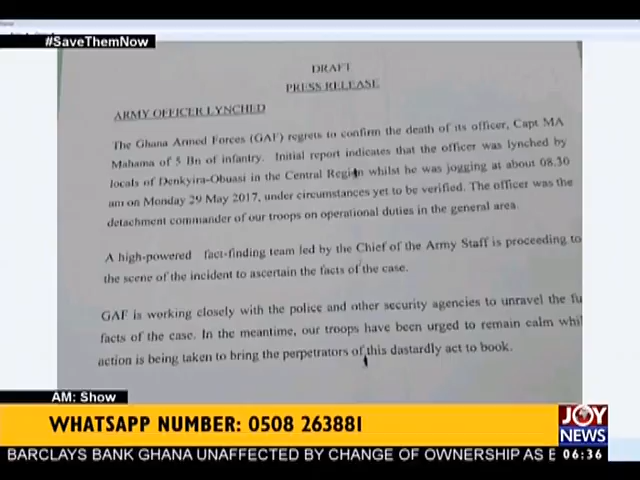 #SaveThemNow
DRAFT
PRESS RELEASE
ARMY OFFICER LYNCHED
The Ghana Armed Forces (GAF) regrets to confirm the death of its officer, Capt MA
Mahama of 5 Bn of infantry. Initial report indicates that the officer was lynched by
locals of Denkyira-Obuasi in the Central Region whilst he was jogging at about 08.30
am on Monday 29 May 2017, under circumstances yet to be verified. The officer was the
detachment commander of our troops on operational duties in the general area.
A high-powered fact-finding team led by the Chief of the Army Staff is proceeding to
the scene of the incident to ascertain the facts of the case.
GAF is working closely with the police and other security agencies to unravel the fu
facts of the case. In the meantime, our troops have been urged to remain calm whil
action is being taken to bring the perpetrators of this dastardly act to book.
AM: Show
WHATSAPP NUMBER: 0508 263881
JOY
NEWS
BARCLAYS BANK GHANA UNAFFECTED BY CHANGE OF OWNERSHIP AS
06:36